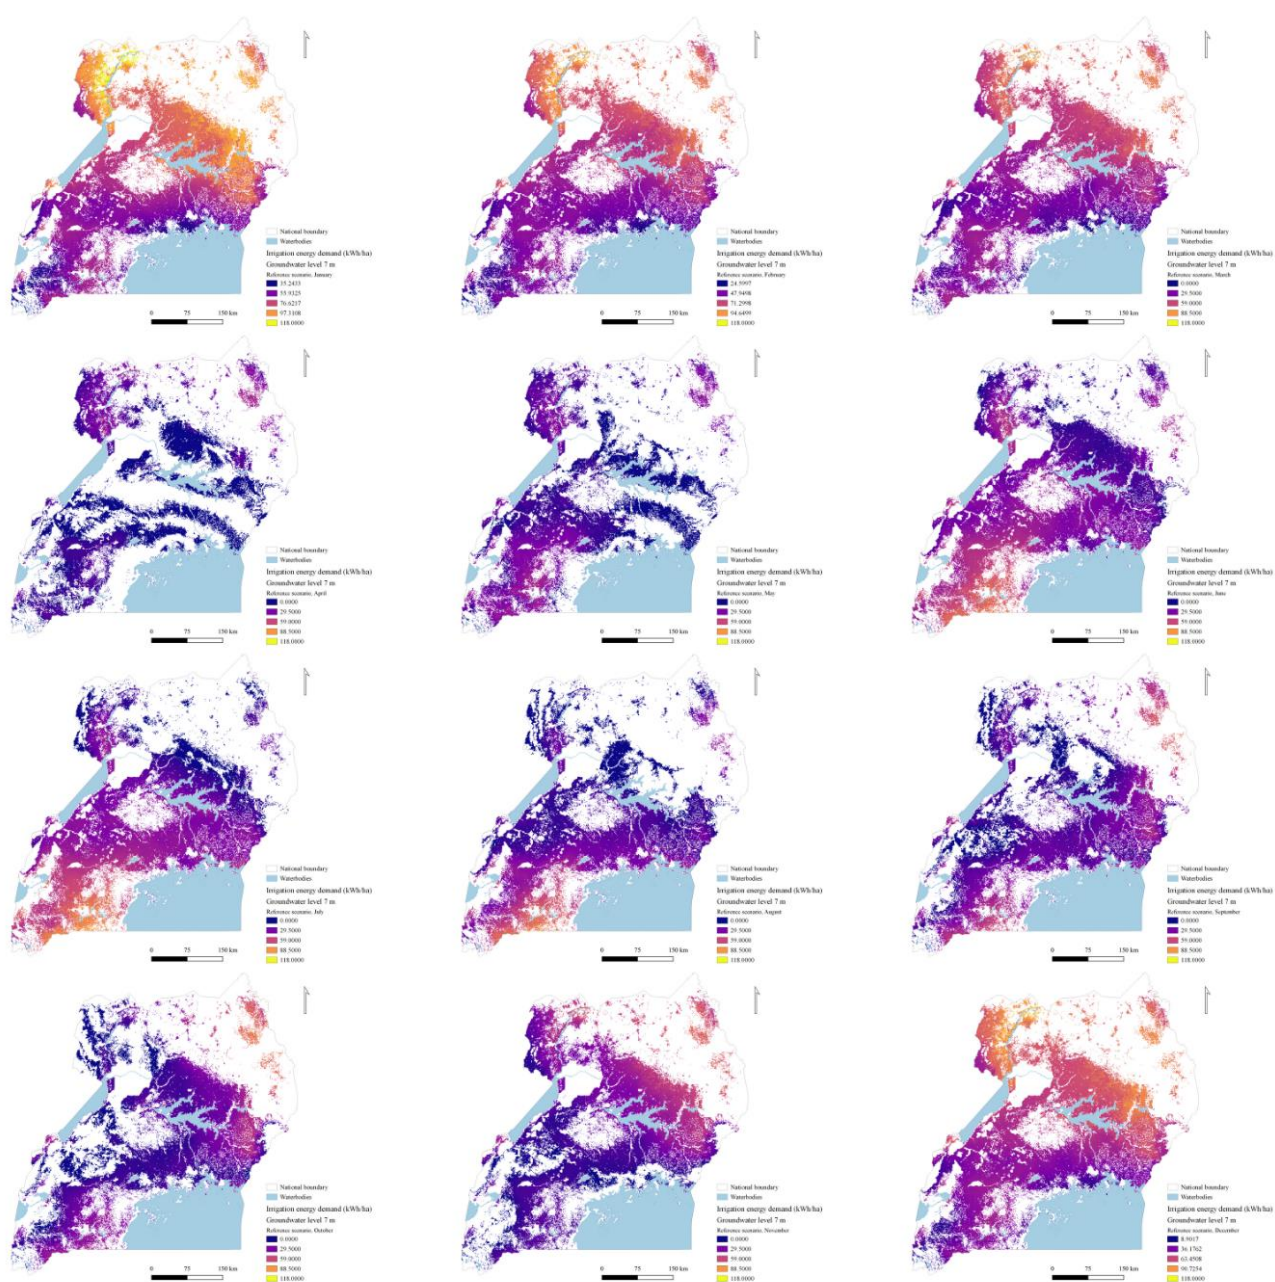 National boundary
Waterbodies
Irrigation energy demand (kWh/ha)
Groundwater level 7 m
Reference scenario, January
35.2433
55.9325
76.6217
97.3108
118.0000
0 75 150 km
National boundary
Waterbodies
Irrigation energy demand (kWh/ha)
Groundwater level 7 m
Reference scenario, February
24.5997
47.9498
71.2998
94.6499
118.0000
0 75 150 km
National boundary
Waterbodies
Irrigation energy demand (kWh/ha)
Groundwater level 7 m
Reference scenario, March
0.0000
29.5000
59.0000
88.5000
118.0000
0 75 150 km
National boundary
Waterbodies
Irrigation energy demand (kWh/ha)
Groundwater level 7 m
Reference scenario, April
0.0000
29.5000
59.0000
88.5000
118.0000
0 75 150 km
National boundary
Waterbodies
Irrigation energy demand (kWh/ha)
Groundwater level 7 m
Reference scenario, May
0.0000
29.5000
59.0000
88.5000
118.0000
0 75 150 km
National boundary
Waterbodies
Irrigation energy demand (kWh/ha)
Groundwater level 7 m
Reference scenario, June
0.0000
29.5000
59.0000
88.5000
118.0000
0 75 150 km
National boundary
Waterbodies
Irrigation energy demand (kWh/ha)
Groundwater level 7 m
Reference scenario, July
0.0000
29.5000
59.0000
88.5000
118.0000
0 75 150 km
National boundary
Waterbodies
Irrigation energy demand (kWh/ha)
Groundwater level 7 m
Reference scenario, August
0.0000
29.5000
59.0000
88.5000
118.0000
0 75 150 km
National boundary
Waterbodies
Irrigation energy demand (kWh/ha)
Groundwater level 7 m
Reference scenario, September
0.0000
29.5000
59.0000
88.5000
118.0000
0 75 150 km
National boundary
Waterbodies
Irrigation energy demand (kWh/ha)
Groundwater level 7 m
Reference scenario, October
0.0000
29.5000
59.0000
88.5000
118.0000
0 75 150 km
National boundary
Waterbodies
Irrigation energy demand (kWh/ha)
Groundwater level 7 m
Reference scenario, November
0.0000
29.5000
59.0000
88.5000
118.0000
0 75 150 km
National boundary
Waterbodies
Irrigation energy demand (kWh/ha)
Groundwater level 7 m
Reference scenario, December
8.9017
36.1762
63.4508
90.7254
118.0000
0 75 150 km